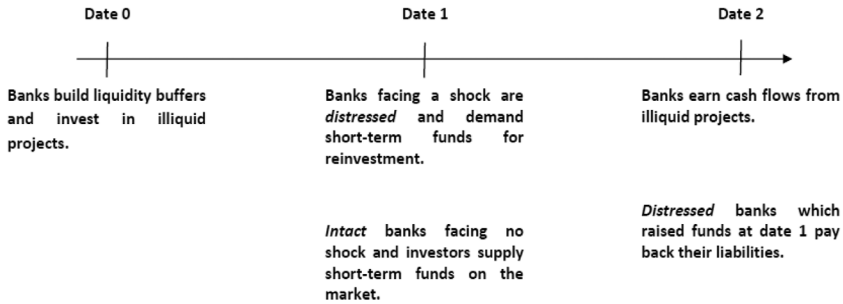 Date 0
Date 1
Date 2
Banks build liquidity buffers
and invest in illiquid
projects.
Banks facing a shock are
distressed and demand
short-term funds for
reinvestment.
Intact banks facing no
shock and investors supply
short-term funds on the
market.
Banks earn cash flows from
illiquid projects.
Distressed banks which
raised funds at date 1 pay
back their liabilities.